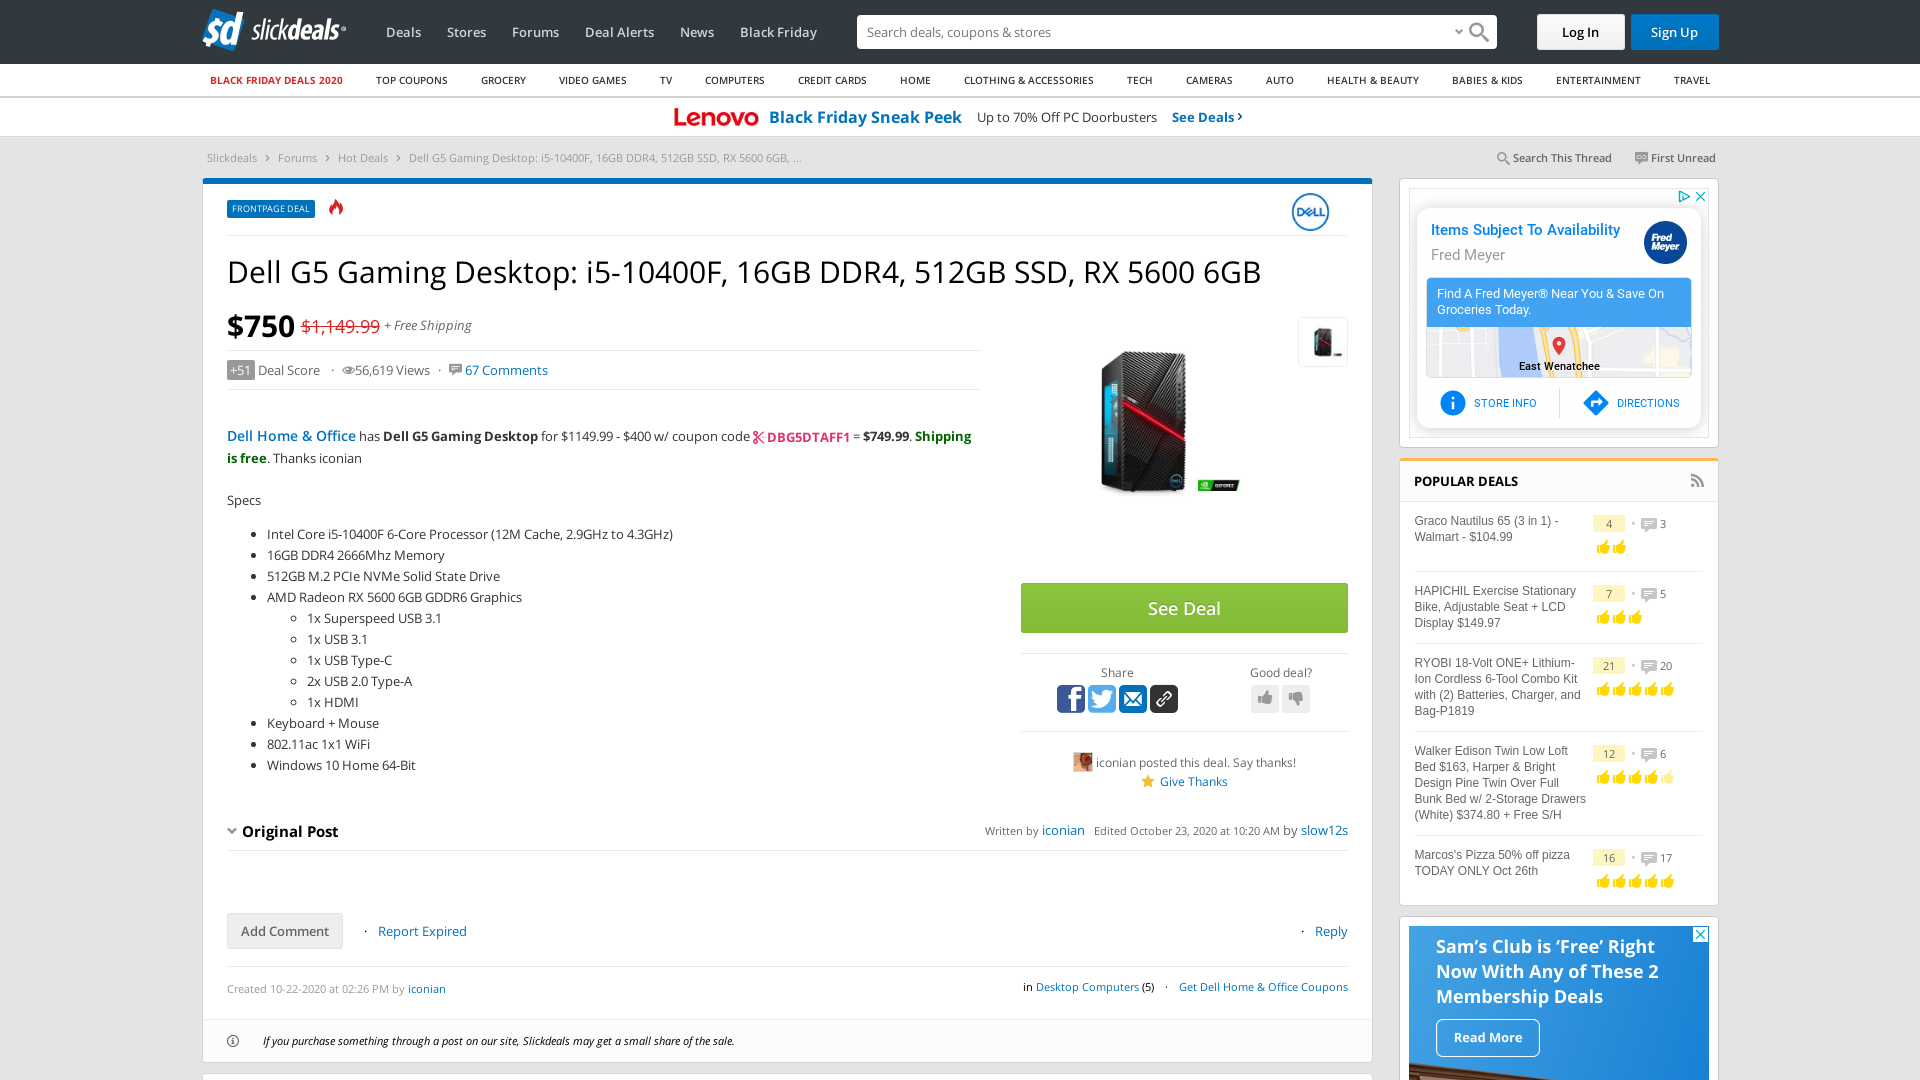 sd slickdeals
Deals Stores Forums Deal Alerts News Black Friday
Search deals, coupons & stores
Log In Sign Up
BLACK FRIDAY DEALS 2020 TOP COUPONS GROCERY VIDEO GAMES TV COMPUTERS CREDIT CARDS HOME CLOTHING & ACCESSORIES TECH CAMERAS AUTO HEALTH & BEAUTY BABIES & KIDS ENTERTAINMENT TRAVEL
Lenovo Black Friday Sneak Peek Up to 70% Off PC Doorbusters See Deals
Slickdeals > Forums > Hot Deals > Dell G5 Gaming Desktop: i5-10400F, 16GB DDR4, 512GB SSD, RX 5600 6GB, ...
Search This Thread First Unread
FRONTPAGE DEAL
DELL
Dell G5 Gaming Desktop: i5-10400F, 16GB DDR4, 512GB SSD, RX 5600 6GB
$750 $1,149.99 + Free Shipping
+51 Deal Score · 56,619 Views · 67 Comments
Dell Home & Office has Dell G5 Gaming Desktop for $1149.99 - $400 w/ coupon code DBG5DTAFF1 = $749.99. Shipping
is free. Thanks iconian
Specs
• Intel Core i5-10400F 6-Core Processor (12M Cache, 2.9GHz to 4.3GHz)
• 16GB DDR4 2666Mhz Memory
• 512GB M.2 PCIe NVMe Solid State Drive
• AMD Radeon RX 5600 6GB GDDR6 Graphics
◦ 1x Superspeed USB 3.1
◦ 1x USB 3.1
◦ 1x USB Type-C
◦ 2x USB 2.0 Type-A
◦ 1x HDMI
• Keyboard + Mouse
• 802.11ac 1x1 WiFi
• Windows 10 Home 64-Bit
GEFORCE
See Deal
Share Good deal?
iconian posted this deal. Say thanks!
Give Thanks
Original Post
Written by iconian Edited October 23, 2020 at 10:20 AM by slow12s
Add Comment · Report Expired · Reply
Created 10-22-2020 at 02:26 PM by iconian
in Desktop Computers (5) · Get Dell Home & Office Coupons
If you purchase something through a post on our site, Slickdeals may get a small share of the sale.
Items Subject To Availability
Fred Meyer
Fred Meyer
Find A Fred Meyer® Near You & Save On
Groceries Today.
East Wenatchee
STORE INFO DIRECTIONS
POPULAR DEALS
Graco Nautilus 65 (3 in 1) -
Walmart - $104.99
4 • 3
HAPICHIL Exercise Stationary
Bike, Adjustable Seat + LCD
Display $149.97
7 • 5
RYOBI 18-Volt ONE+ Lithium-
Ion Cordless 6-Tool Combo Kit
with (2) Batteries, Charger, and
Bag-P1819
21 • 20
Walker Edison Twin Low Loft
Bed $163, Harper & Bright
Design Pine Twin Over Full
Bunk Bed w/ 2-Storage Drawers
(White) $374.80 + Free S/H
12 • 6
Marcos's Pizza 50% off pizza
TODAY ONLY Oct 26th
16 • 17
Sam's Club is ‘Free’ Right
Now With Any of These 2
Membership Deals
Read More